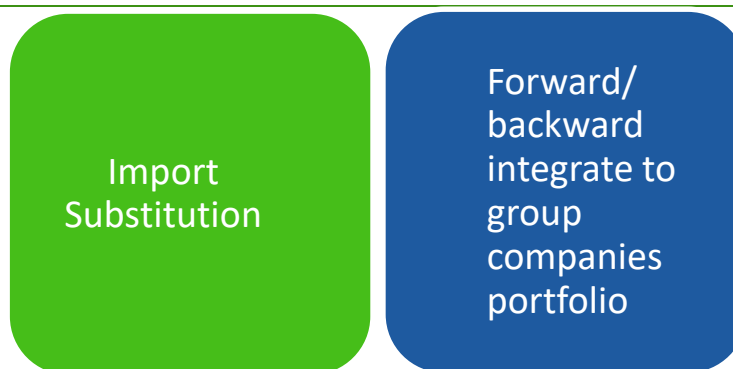 Import
Substitution
Forward/
backward
integrate to
group
companies
portfolio